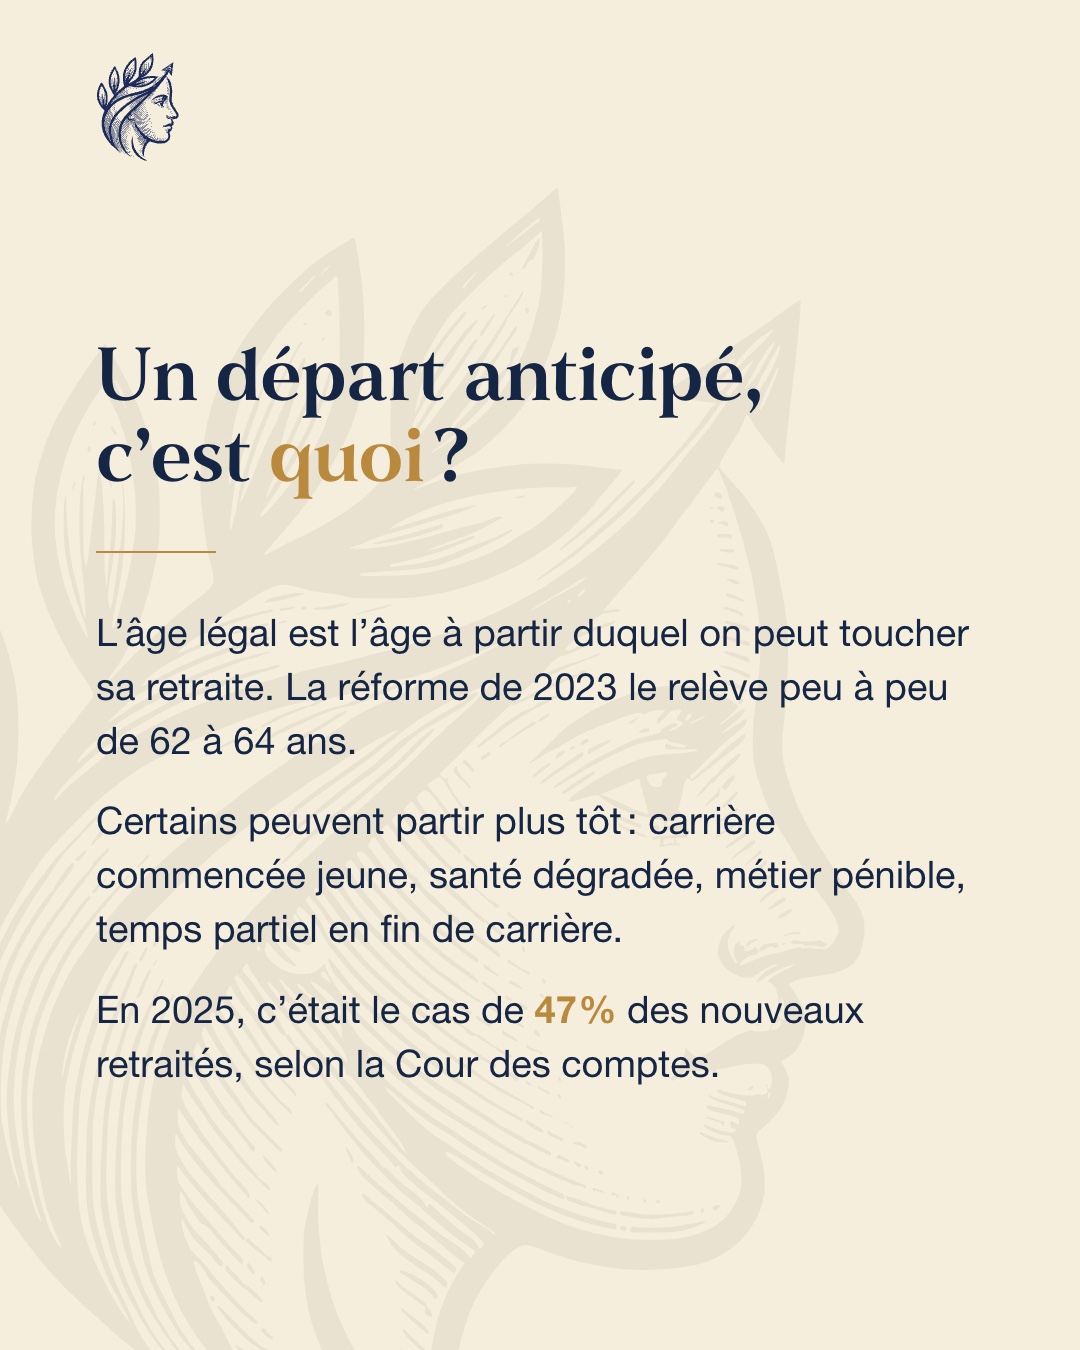 Un départ anticipé,
c’est quoi ?
L’âge légal est l’âge à partir duquel on peut toucher
sa retraite. La réforme de 2023 le relève peu à peu
de 62 à 64 ans.
Certains peuvent partir plus tôt : carrière
commencée jeune, santé dégradée, métier pénible,
temps partiel en fin de carrière.
En 2025, c’était le cas de 47 % des nouveaux
retraités, selon la Cour des comptes.